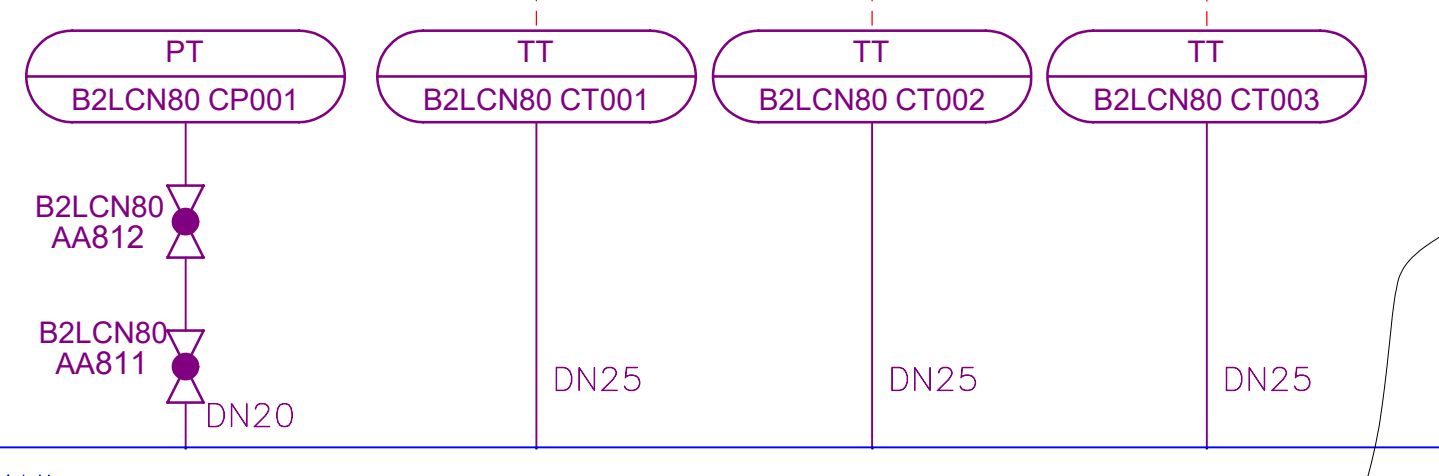 PT
B2LCN80 CP001
TT
B2LCN80 CT001
TT
B2LCN80 CT002
TT
B2LCN80 CT003
B2LCN80
AA812
B2LCN80
AA811
DN20
DN25
DN25
DN25